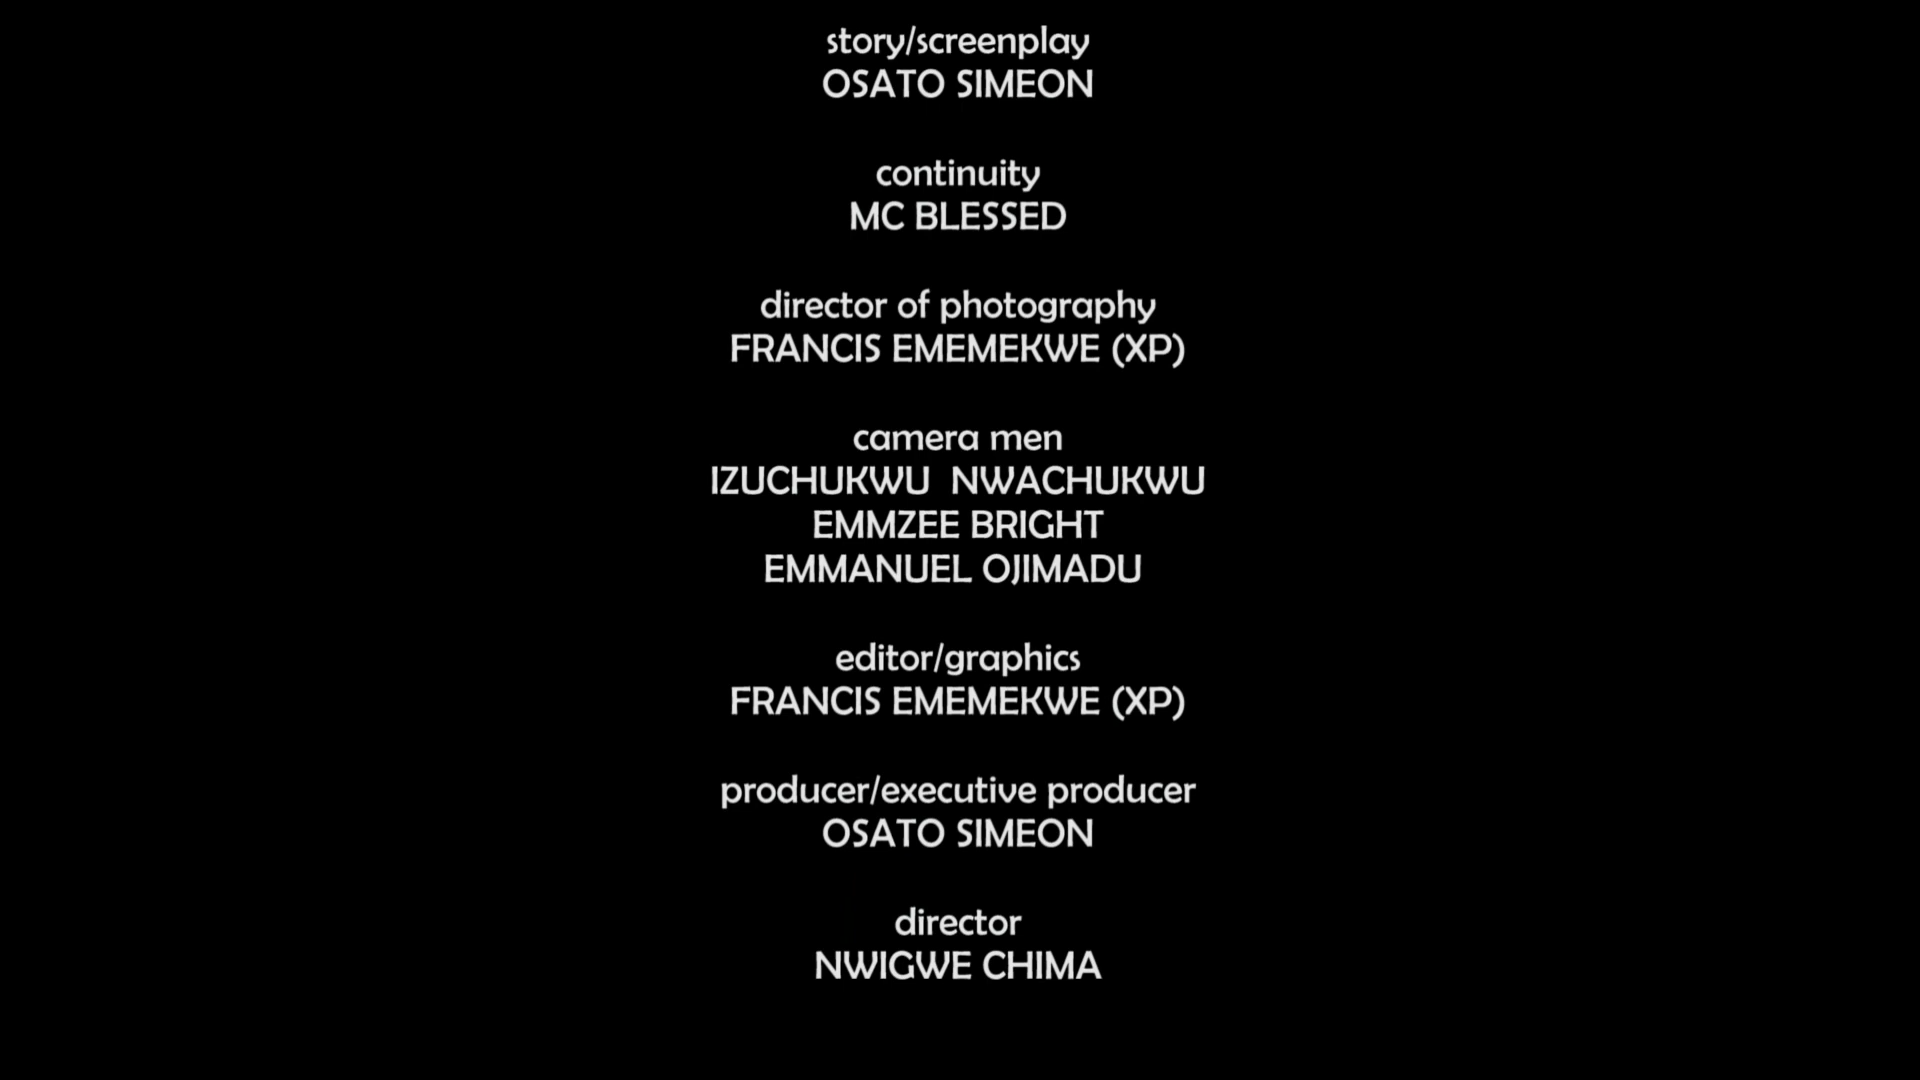 story/screenplay
OSATO SIMEON
continuity
MC BLESSED
director of photography
FRANCIS EMEMEKWE (XP)
camera men
IZUCHUKWU  NWACHUKWU
EMMZEE BRIGHT
EMMANUEL OJIMADU
editor/graphics
FRANCIS EMEMEKWE (XP)
producer/executive producer
OSATO SIMEON
director
NWIGWE CHIMA